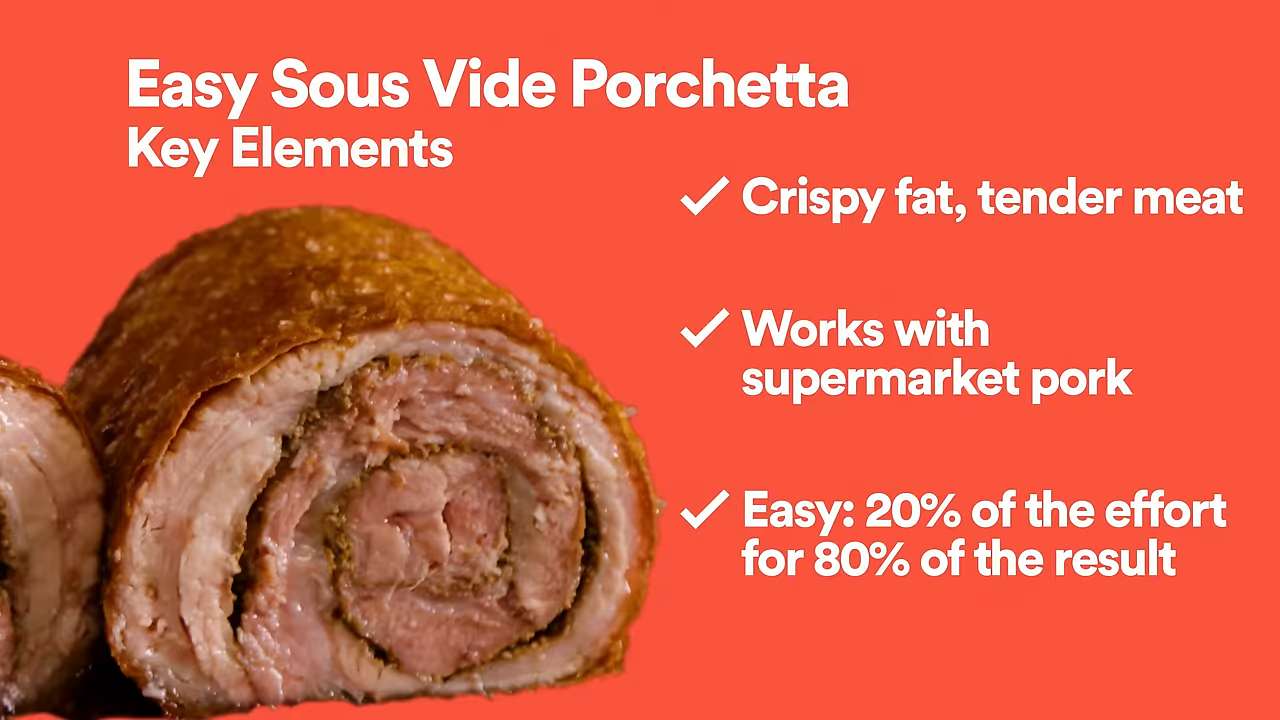 Easy Sous Vide Porchetta
Key Elements
Crispy fat, tender meat
Works with
supermarket pork
Easy: 20% of the effort
for 80% of the result